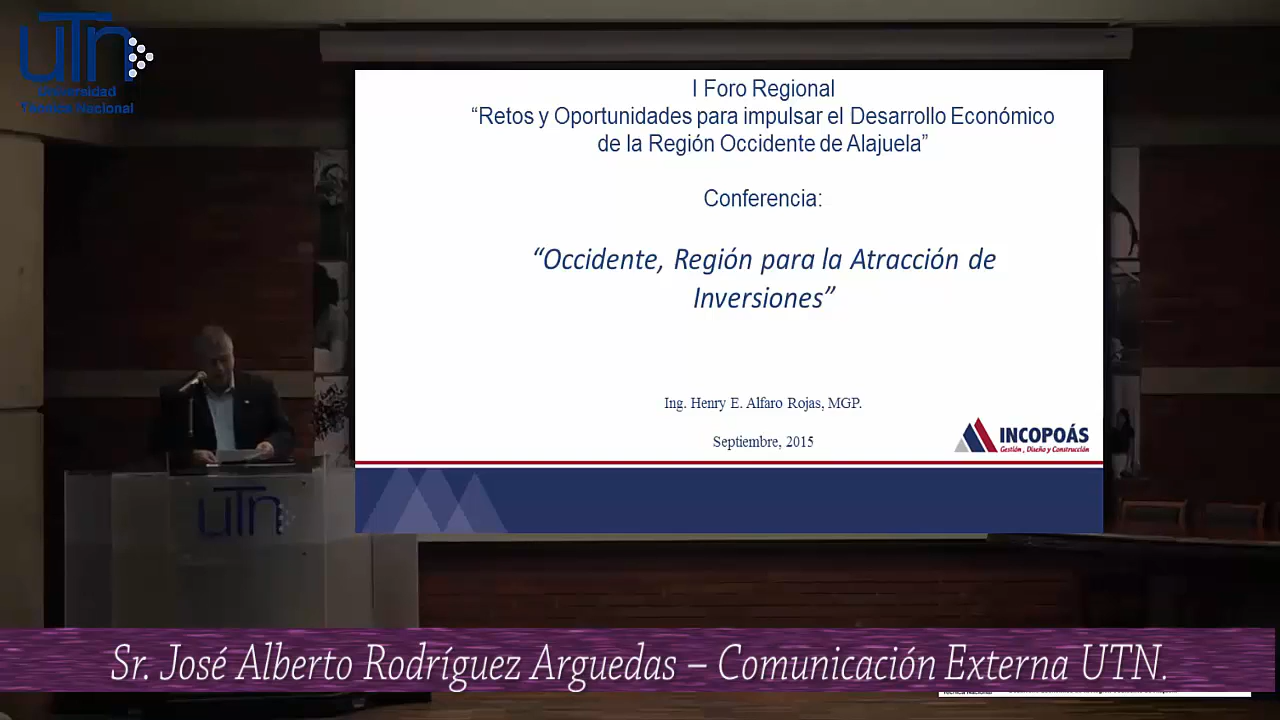 utn
Universidad
Técnica Nacional
I Foro Regional
“Retos y Oportunidades para impulsar el Desarrollo Económico
de la Región Occidente de Alajuela”
Conferencia:
“Occidente, Región para la Atracción de
Inversiones”
Ing. Henry E. Alfaro Rojas, MGP.
Septiembre, 2015
INCOPOÁS
Gestión, Diseño y Construcción
utn
Sr. José Alberto Rodríguez Arguedas – Comunicación Externa UTN.
Técnica Nacional